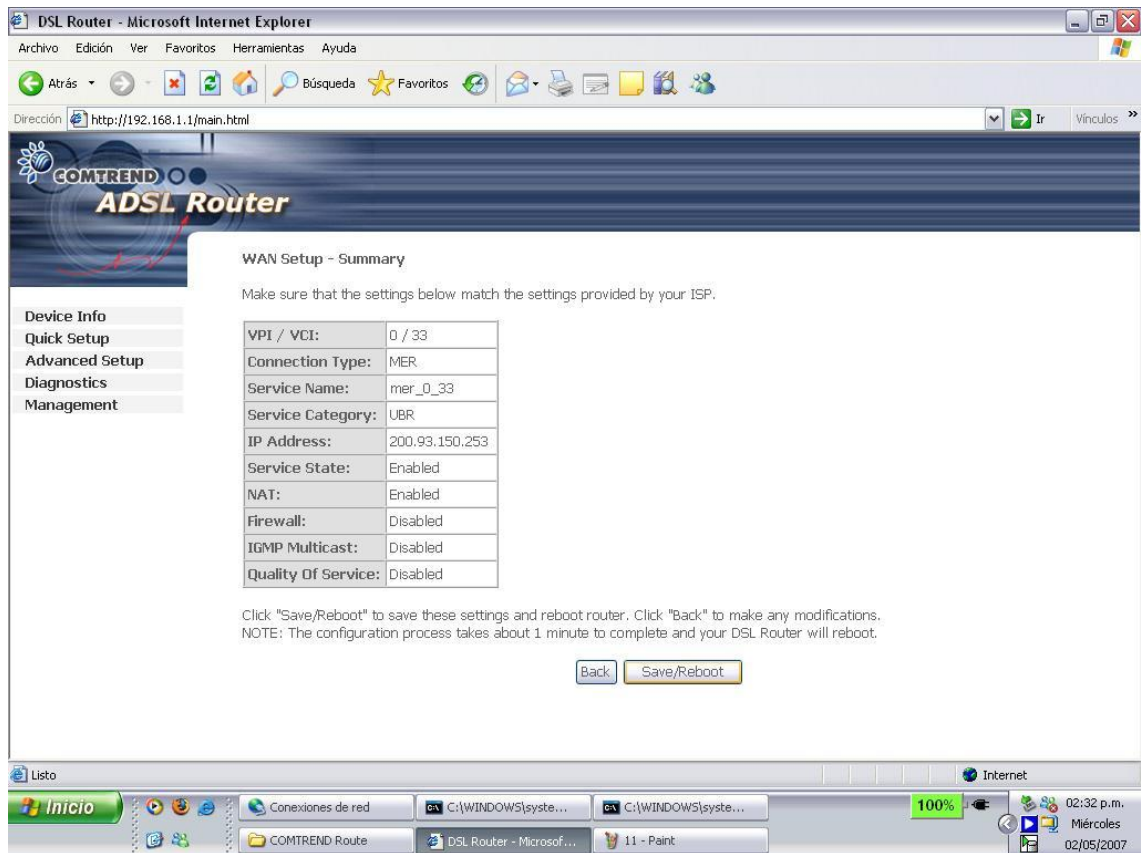 DSL Router - Microsoft Internet Explorer
Archivo Edición Ver Favoritos Herramientas Ayuda
Atrás Búsqueda Favoritos
Dirección http://192.168.1.1/main.html Ir Vínculos »
COMTREND
ADSL Router
WAN Setup - Summary
Make sure that the settings below match the settings provided by your ISP.
Device Info
Quick Setup
Advanced Setup
Diagnostics
Management
VPI / VCI: 0 / 33
Connection Type: MER
Service Name: mer_0_33
Service Category: UBR
IP Address: 200.93.150.253
Service State: Enabled
NAT: Enabled
Firewall: Disabled
IGMP Multicast: Disabled
Quality Of Service: Disabled
Click "Save/Reboot" to save these settings and reboot router. Click "Back" to make any modifications.
NOTE: The configuration process takes about 1 minute to complete and your DSL Router will reboot.
Back Save/Reboot
Listo Internet
Inicio Conexiones de red C:\WINDOWS\syste... C:\WINDOWS\syste... 100% 02:32 p.m.
Miércoles
COMTREND Route DSL Router - Microsof... 11 - Paint 02/05/2007